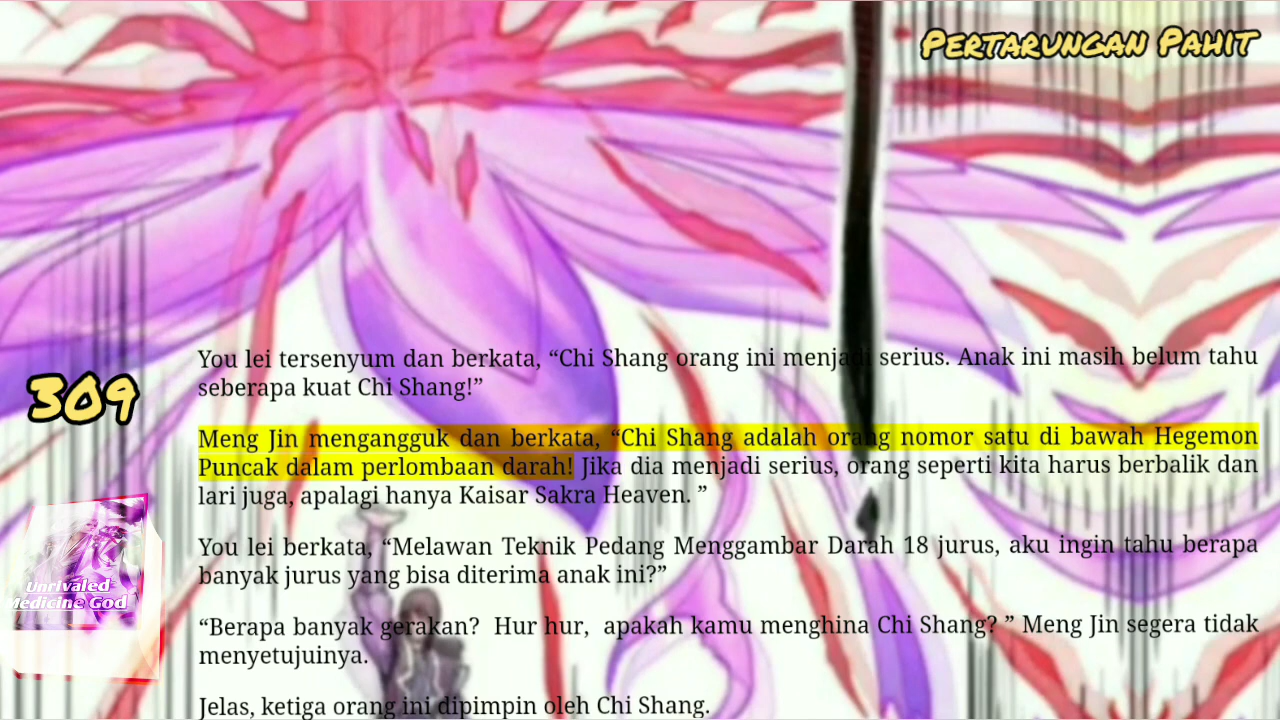 Pertarungan Pahit
You lei tersenyum dan berkata, “Chi Shang orang ini menjadi serius. Anak ini masih belum tahu
seberapa kuat Chi Shang!”
309
Meng Jin mengangguk dan berkata, “Chi Shang adalah orang nomor satu di bawah Hegemon
Puncak dalam perlombaan darah! Jika dia menjadi serius, orang seperti kita harus berbalik dan
lari juga, apalagi hanya Kaisar Sakra Heaven. ”
You lei berkata, “Melawan Teknik Pedang Menggambar Darah 18 jurus, aku ingin tahu berapa
banyak jurus yang bisa diterima anak ini?”
Unrivaled
Medicine God
“Berapa banyak gerakan? Hur hur, apakah kamu menghina Chi Shang? ” Meng Jin segera tidak
menyetujuinya.
Jelas, ketiga orang ini dipimpin oleh Chi Shang.